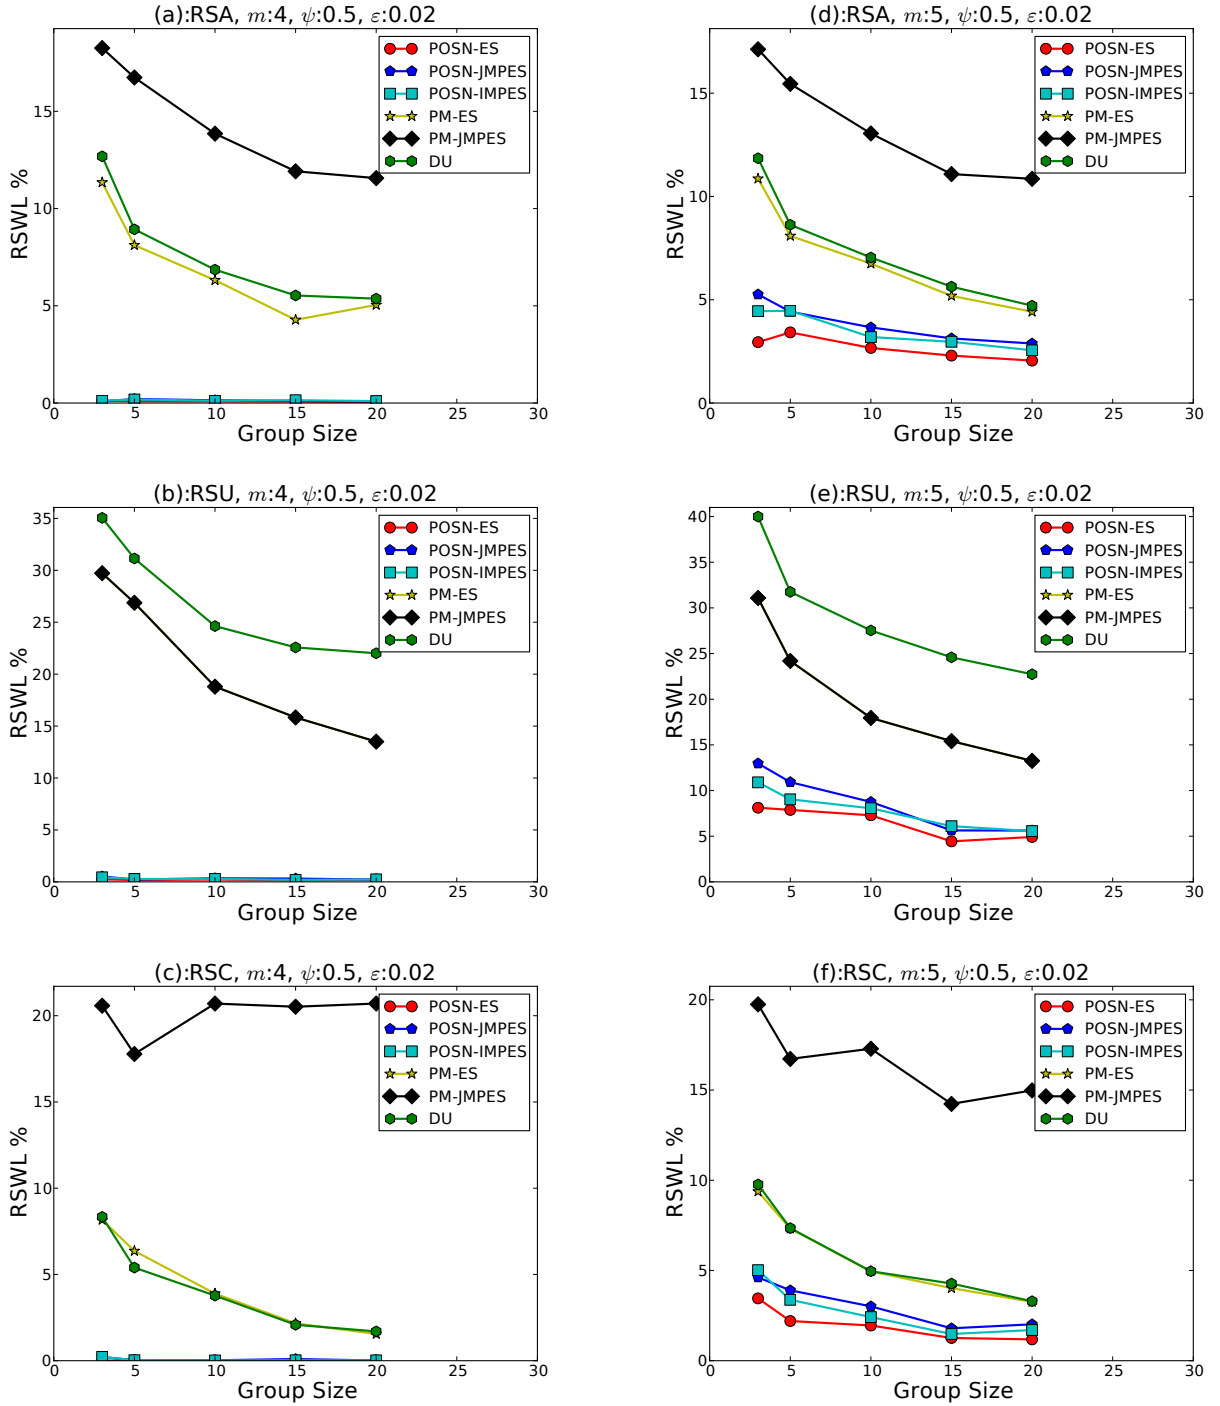 (a):RSA, m:4, ψ:0.5, ε:0.02
RSWL %
15
10
5
0
0 5 10 15 20 25 30
Group Size
POSN-ES
POSN-JMPES
POSN-IMPES
PM-ES
PM-JMPES
DU
(d):RSA, m:5, ψ:0.5, ε:0.02
RSWL %
15
10
5
0
0 5 10 15 20 25 30
Group Size
POSN-ES
POSN-JMPES
POSN-IMPES
PM-ES
PM-JMPES
DU
(b):RSU, m:4, ψ:0.5, ε:0.02
RSWL %
35
30
25
20
15
10
5
0
0 5 10 15 20 25 30
Group Size
POSN-ES
POSN-JMPES
POSN-IMPES
PM-ES
PM-JMPES
DU
(e):RSU, m:5, ψ:0.5, ε:0.02
RSWL %
40
35
30
25
20
15
10
5
0
0 5 10 15 20 25 30
Group Size
POSN-ES
POSN-JMPES
POSN-IMPES
PM-ES
PM-JMPES
DU
(c):RSC, m:4, ψ:0.5, ε:0.02
RSWL %
20
15
10
5
0
0 5 10 15 20 25 30
Group Size
POSN-ES
POSN-JMPES
POSN-IMPES
PM-ES
PM-JMPES
DU
(f):RSC, m:5, ψ:0.5, ε:0.02
RSWL %
20
15
10
5
0
0 5 10 15 20 25 30
Group Size
POSN-ES
POSN-JMPES
POSN-IMPES
PM-ES
PM-JMPES
DU